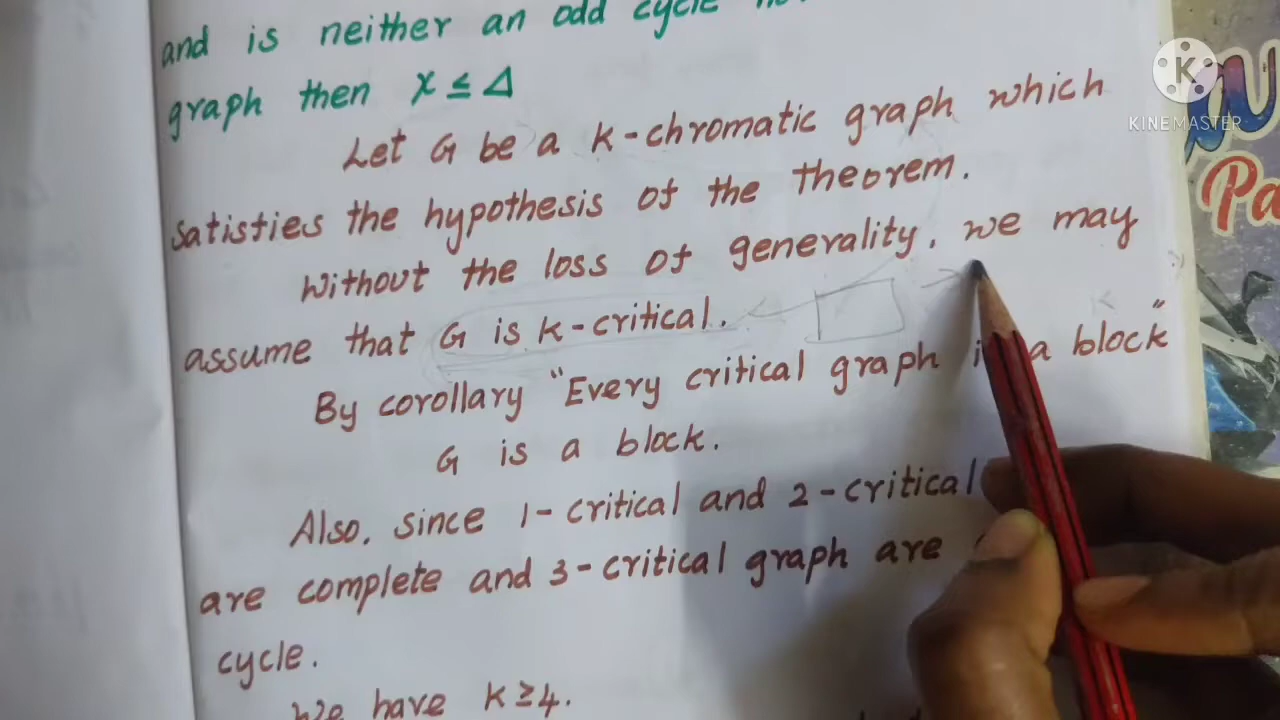 and is neither an odd cycle
graph then χ ≤ Δ
Let G be a K-chromatic graph which
satisties the hypothesis of the theorem.
Without the loss of generality, we may
assume that G is K-critical.
By corollary "Every critical graph a block"
G is a block.
Also, since 1-critical and 2-critical
are complete and 3-critical graph are
cycle.
We have K ≥ 4.
K
KINEMASTER
Pa